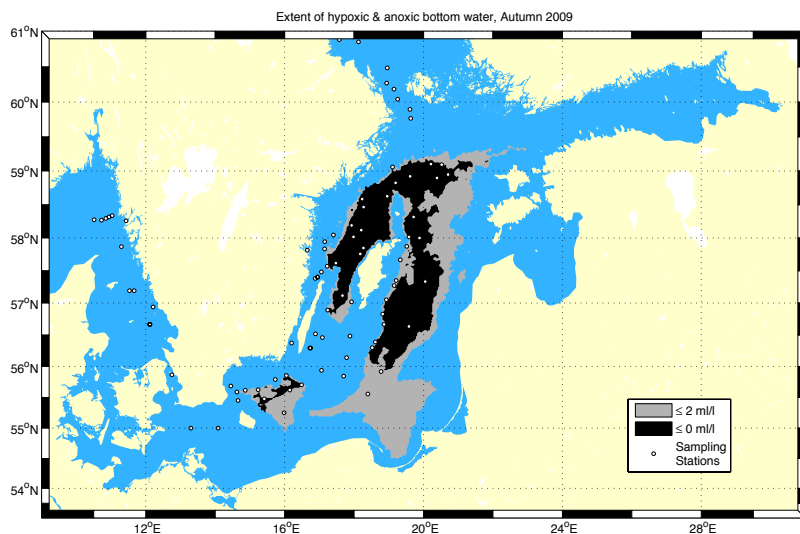 Extent of hypoxic & anoxic bottom water, Autumn 2009
61°N
60°N
59°N
58°N
57°N
56°N
55°N
54°N
≤ 2 ml/l
≤ 0 ml/l
Sampling
Stations
12°E
16°E
20°E
24°E
28°E